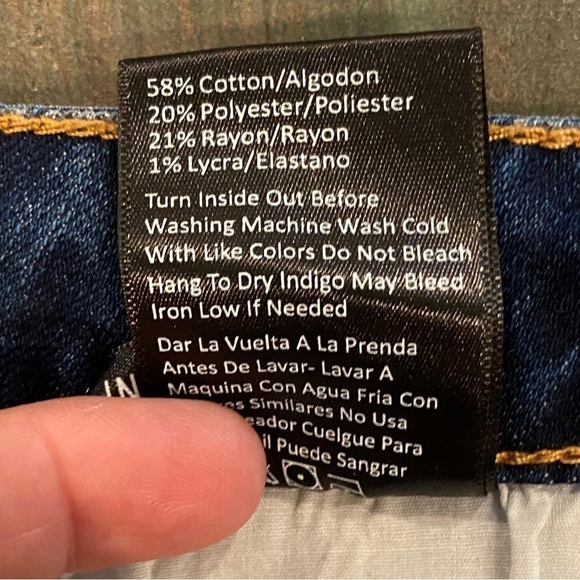 58% Cotton/Algodon
20% Polyester/Poliester
21% Rayon/Rayon
1% Lycra/Elastano
Turn Inside Out Before
Washing Machine Wash Cold
With Like Colors Do Not Bleach
Hang To Dry Indigo May Bleed
Iron Low If Needed
Dar La Vuelta A La Prenda
Antes De Lavar- Lavar A
Maquina Con Agua Fria Con
Similares No Usa
Cuelgue Para
Puede Sangrar